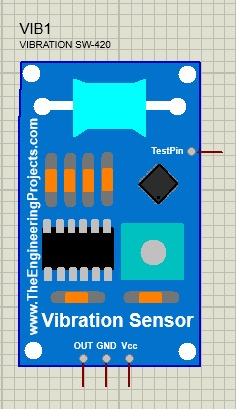 VIB1
VIBRATION SW-420
TestPin
www.TheEngineeringProjects.com
Vibration Sensor
OUT GND Vcc